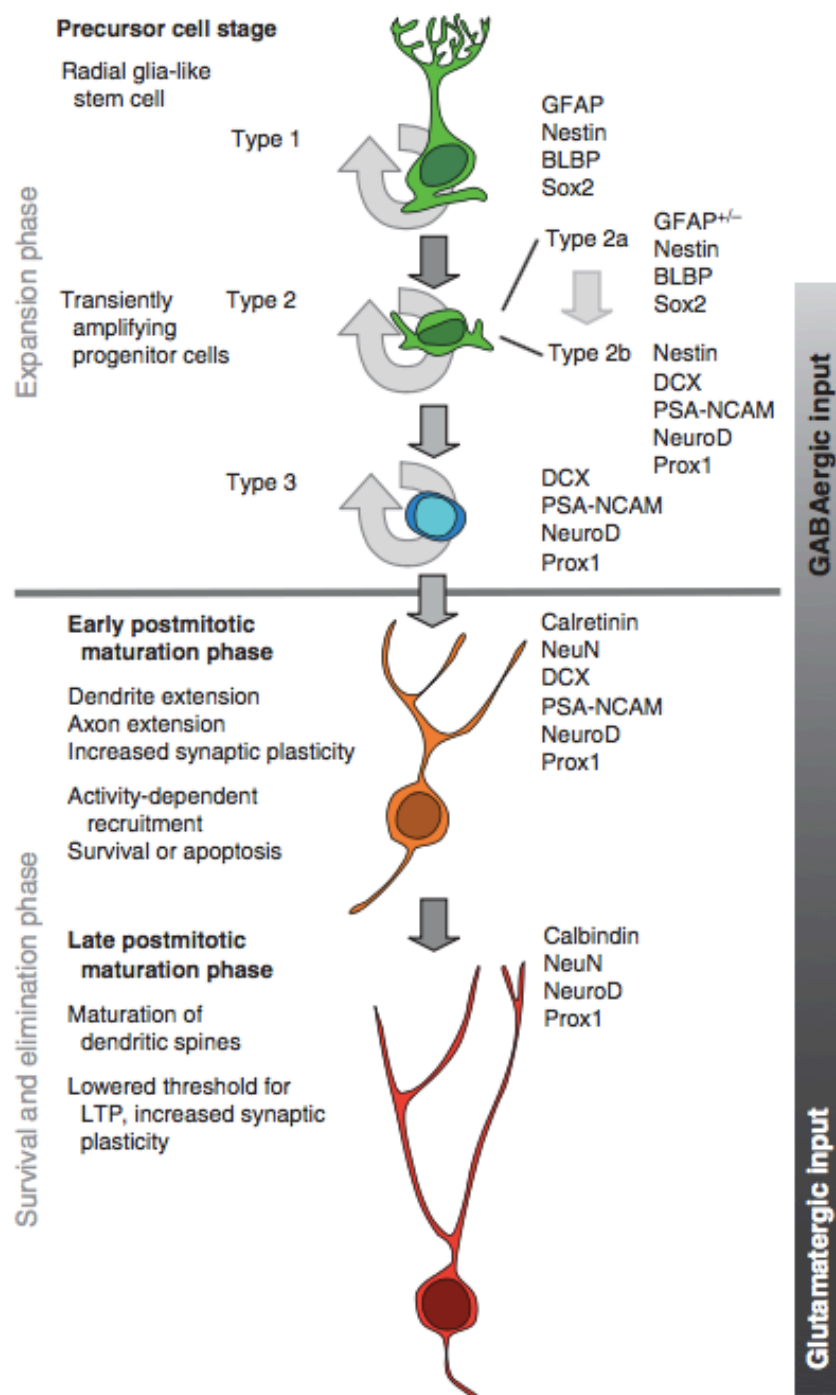 Precursor cell stage
Radial glia-like
stem cell
Type 1
GFAP
Nestin
BLBP
Sox2
Expansion phase
Transiently
amplifying
progenitor cells
Type 2
Type 2a
GFAP+/–
Nestin
BLBP
Sox2
Type 2b
Nestin
DCX
PSA-NCAM
NeuroD
Prox1
Type 3
DCX
PSA-NCAM
NeuroD
Prox1
GABAergic input
Early postmitotic
maturation phase
Dendrite extension
Axon extension
Increased synaptic plasticity
Activity-dependent
recruitment
Survival or apoptosis
Calretinin
NeuN
DCX
PSA-NCAM
NeuroD
Prox1
Survival and elimination phase
Late postmitotic
maturation phase
Maturation of
dendritic spines
Lowered threshold for
LTP, increased synaptic
plasticity
Calbindin
NeuN
NeuroD
Prox1
Glutamatergic input